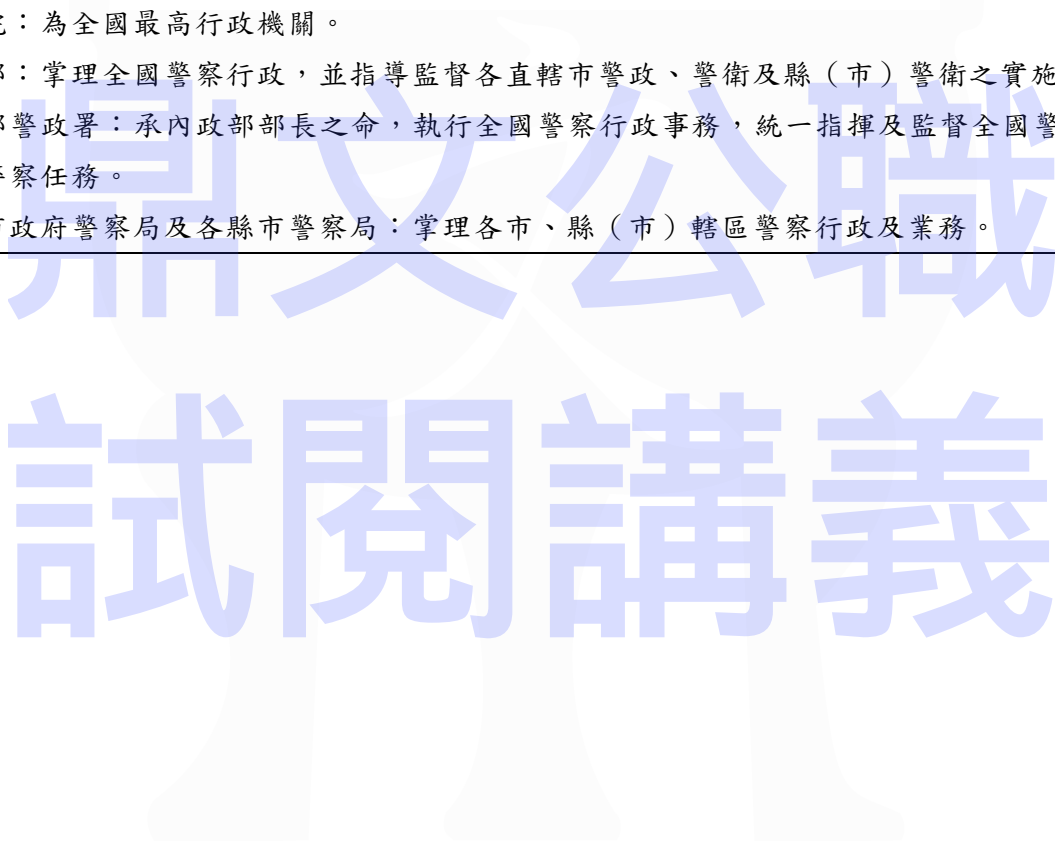 ：為全國最高行政機關。
部：掌理全國警察行政，並指導監督各直轄市警政、警衛及縣（市）警衛之實施
部警政署：承內政部部長之命，執行全國警察行政事務，統一指揮及監督全國警
察任務。
市政府警察局及各縣市警察局：掌理各市、縣（市）轄區警察行政及業務。
鼎文公職
試閱講義